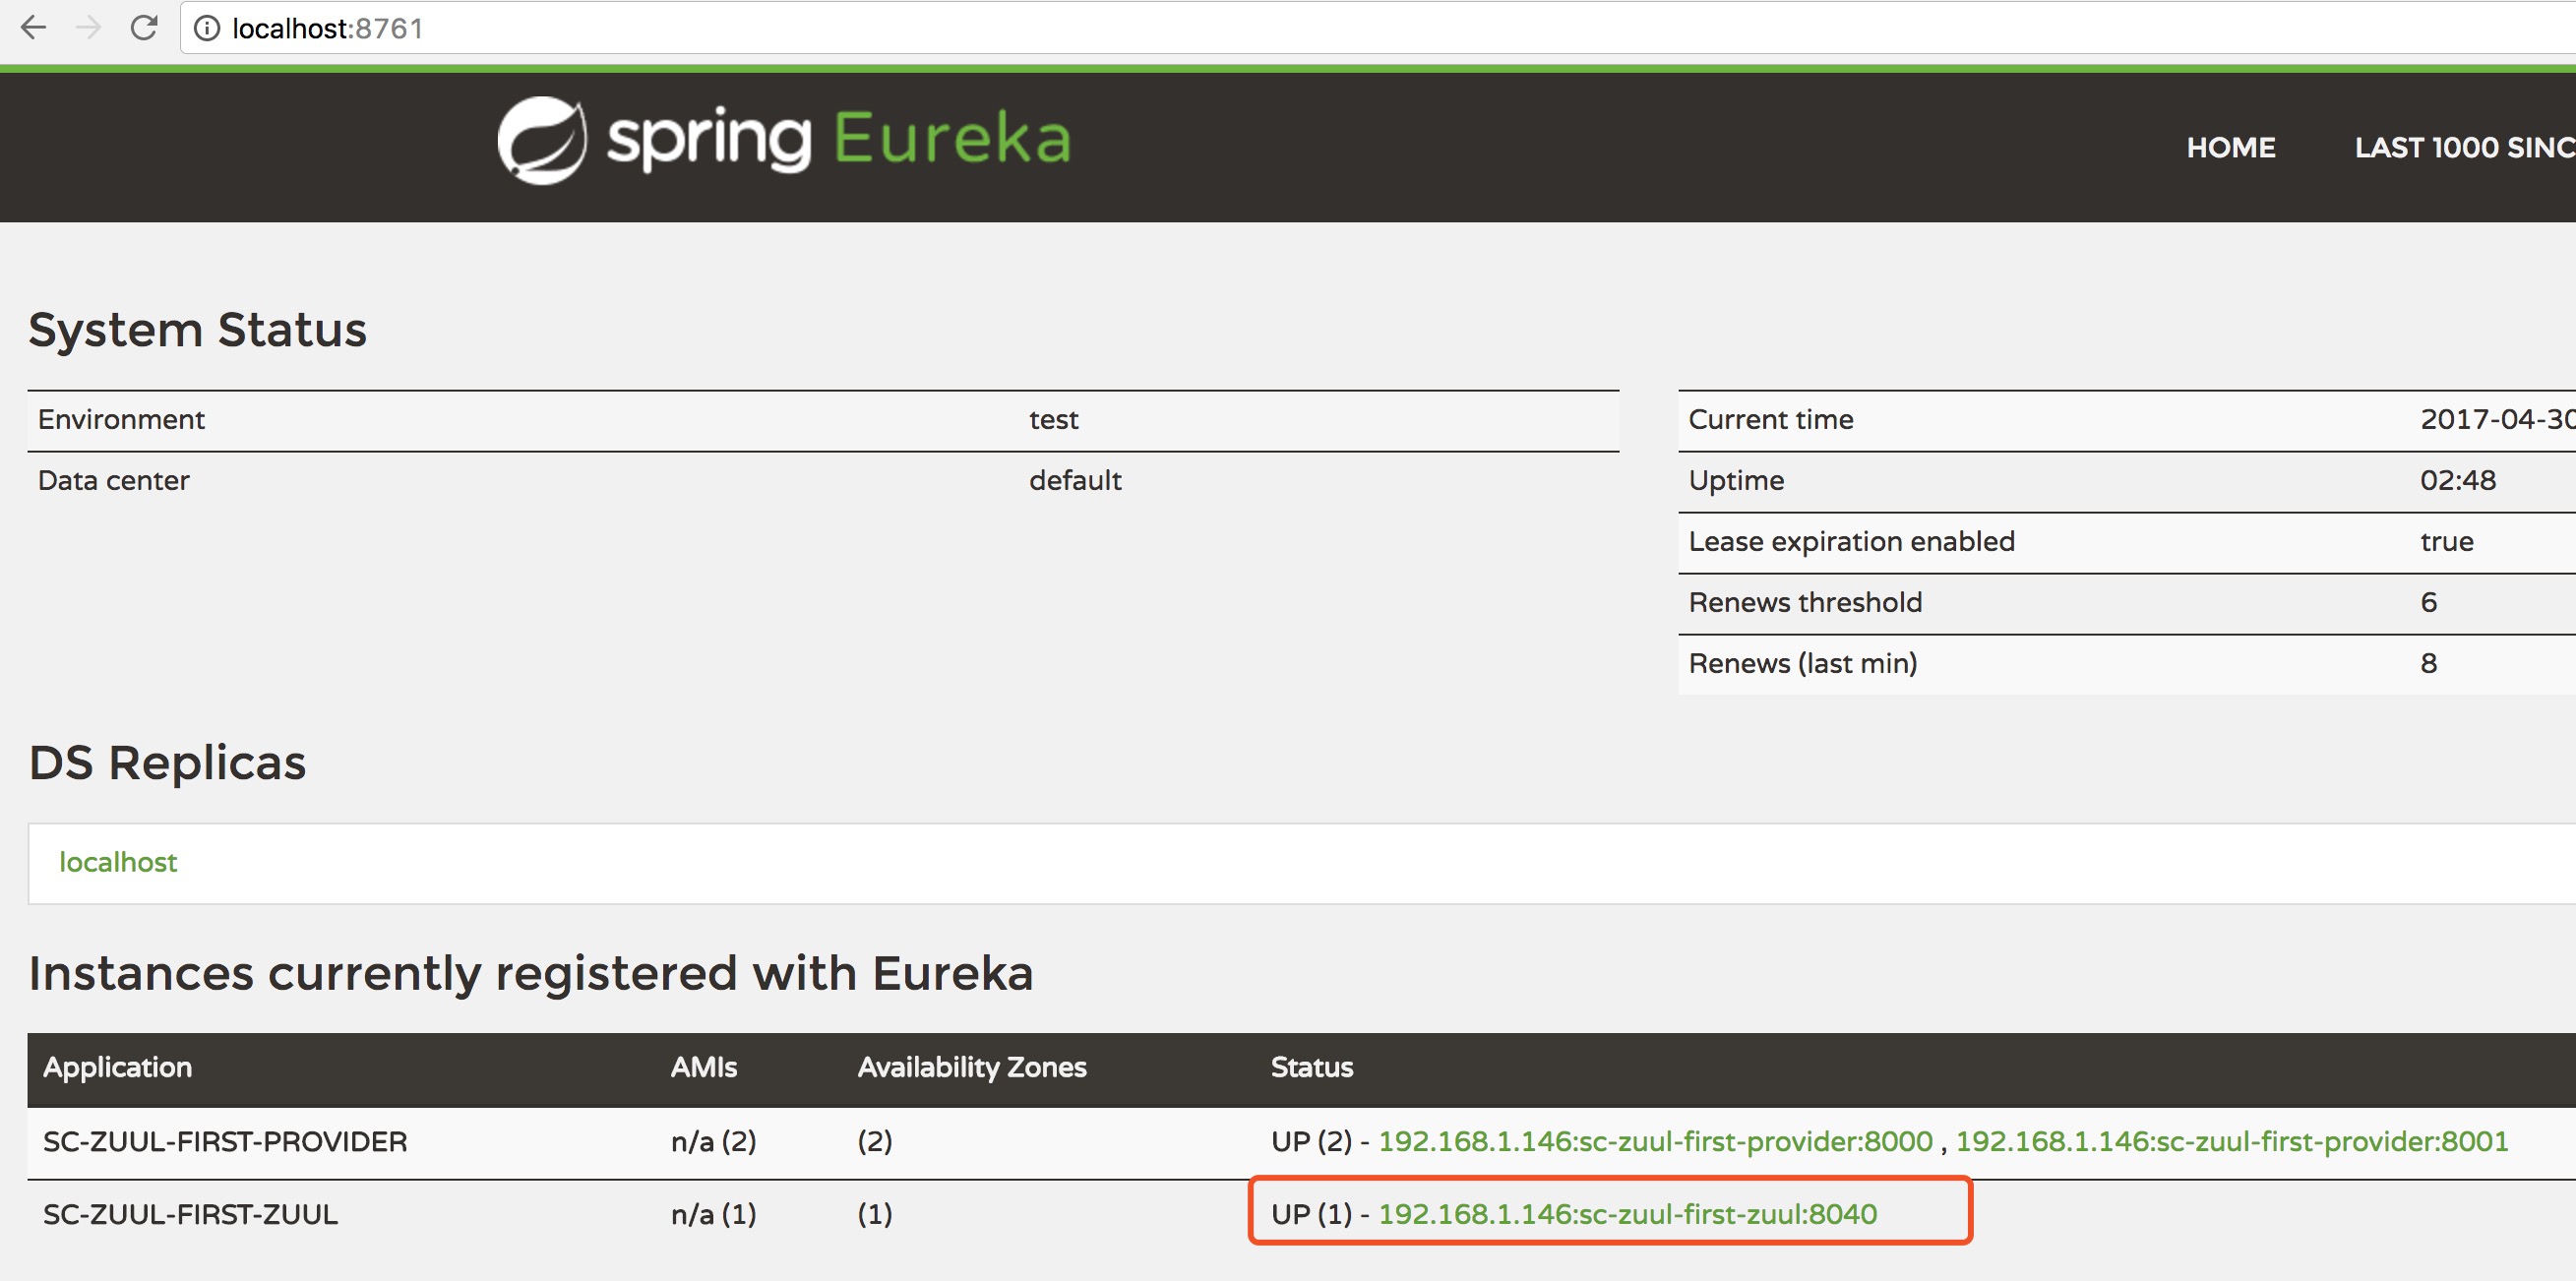 localhost:8761
spring Eureka
HOME LAST 1000 SINC
System Status
Environment test
Data center default
Current time 2017-04-30
Uptime 02:48
Lease expiration enabled true
Renews threshold 6
Renews (last min) 8
DS Replicas
localhost
Instances currently registered with Eureka
Application AMIs Availability Zones Status
SC-ZUUL-FIRST-PROVIDER n/a (2) (2) UP (2) - 192.168.1.146:sc-zuul-first-provider:8000 , 192.168.1.146:sc-zuul-first-provider:8001
SC-ZUUL-FIRST-ZUUL n/a (1) (1) UP (1) - 192.168.1.146:sc-zuul-first-zuul:8040